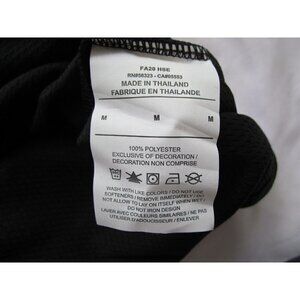 FA20 HSE
RN#56323 - CA#05553
MADE IN THAILAND
FABRIQUE EN THAILANDE
M M M
100% POLYESTER
EXCLUSIVE OF DECORATION /
DECORATION NON COMPRISE
WASH WITH LIKE COLORS / DO NOT USE
SOFTENERS / REMOVE IMMEDIATELY / DO
NOT ALLOW TO LAY ON ITSELF WHEN WET /
DO NOT IRON DESIGN
LAVER AVEC COULEURS SIMILAIRES / NE PAS
UTILISER D'ADOUCISSEUR / ENLEVER